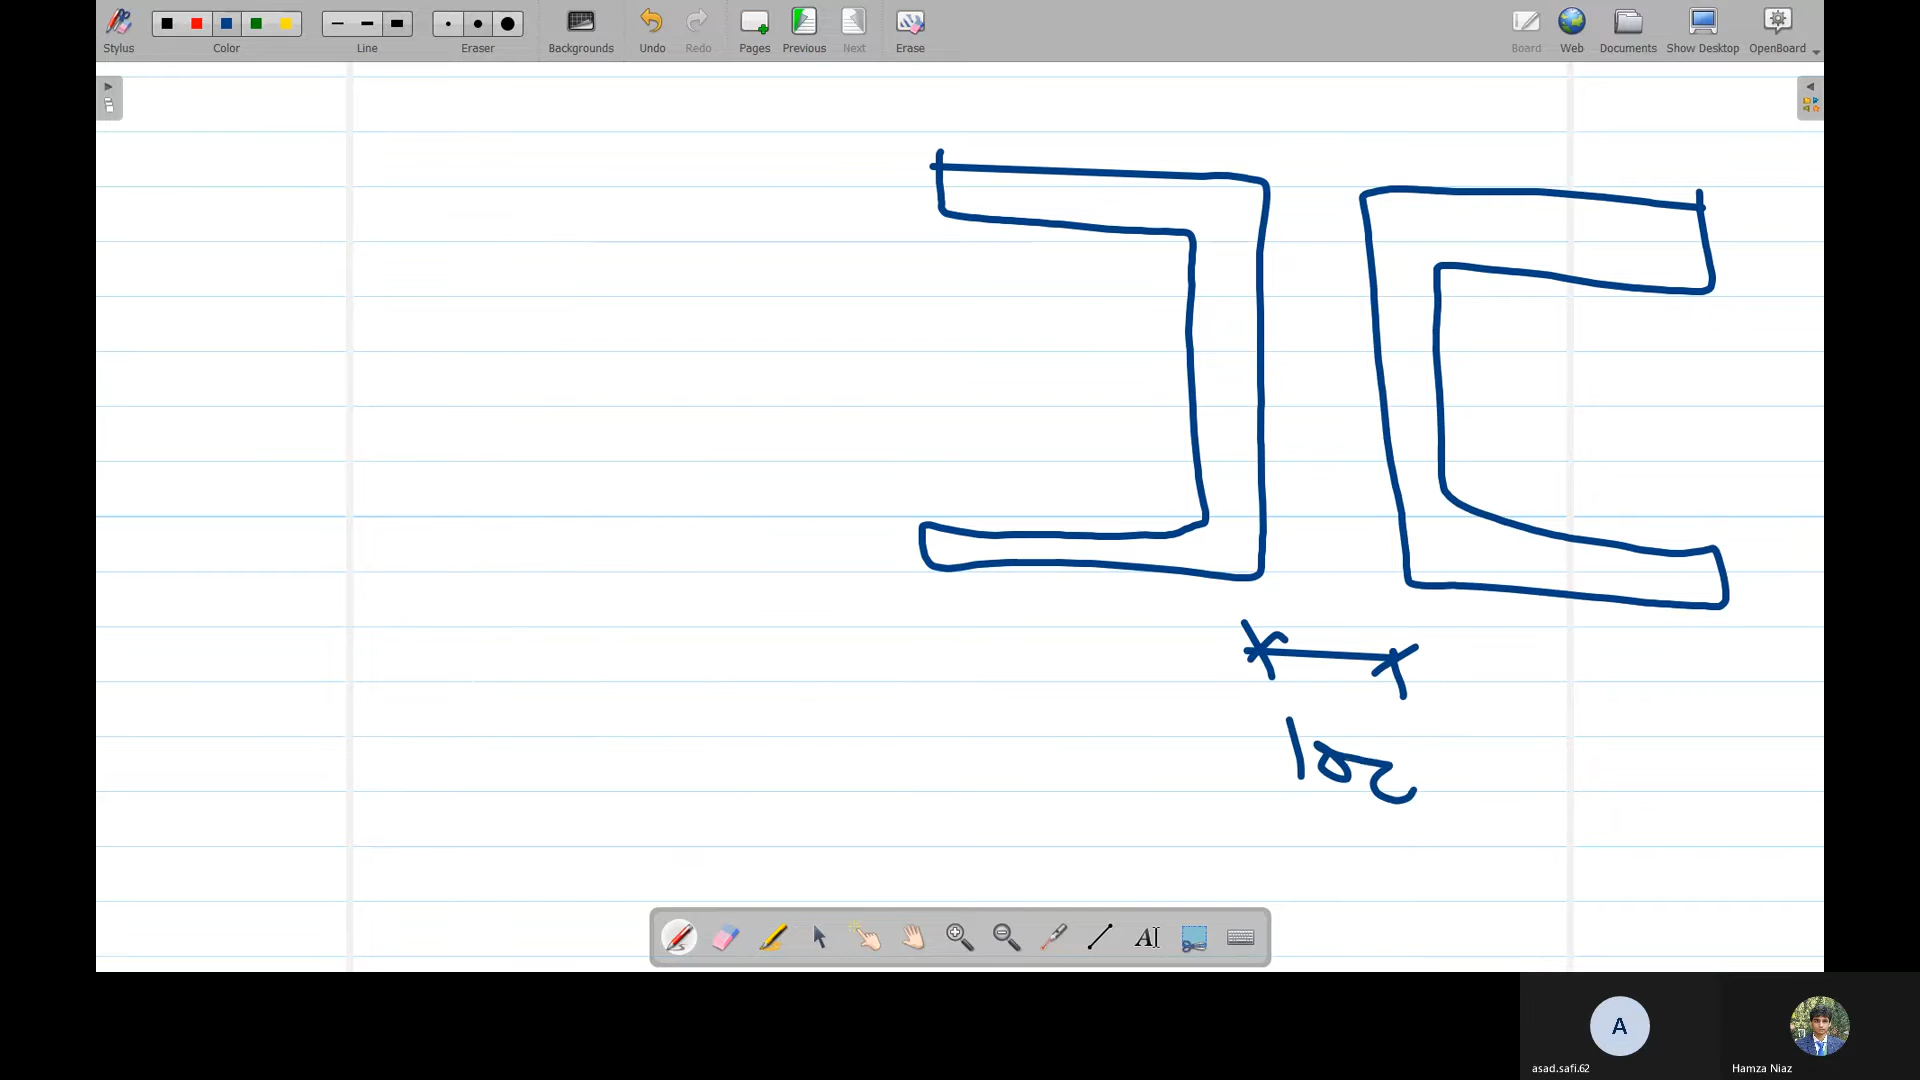 Stylus
Color
Line
Eraser
Backgrounds
Undo
Redo
Pages
Previous
Next
Erase
Board
Web
Documents
Show Desktop
OpenBoard
A
asad.safi.62
Hamza Niaz